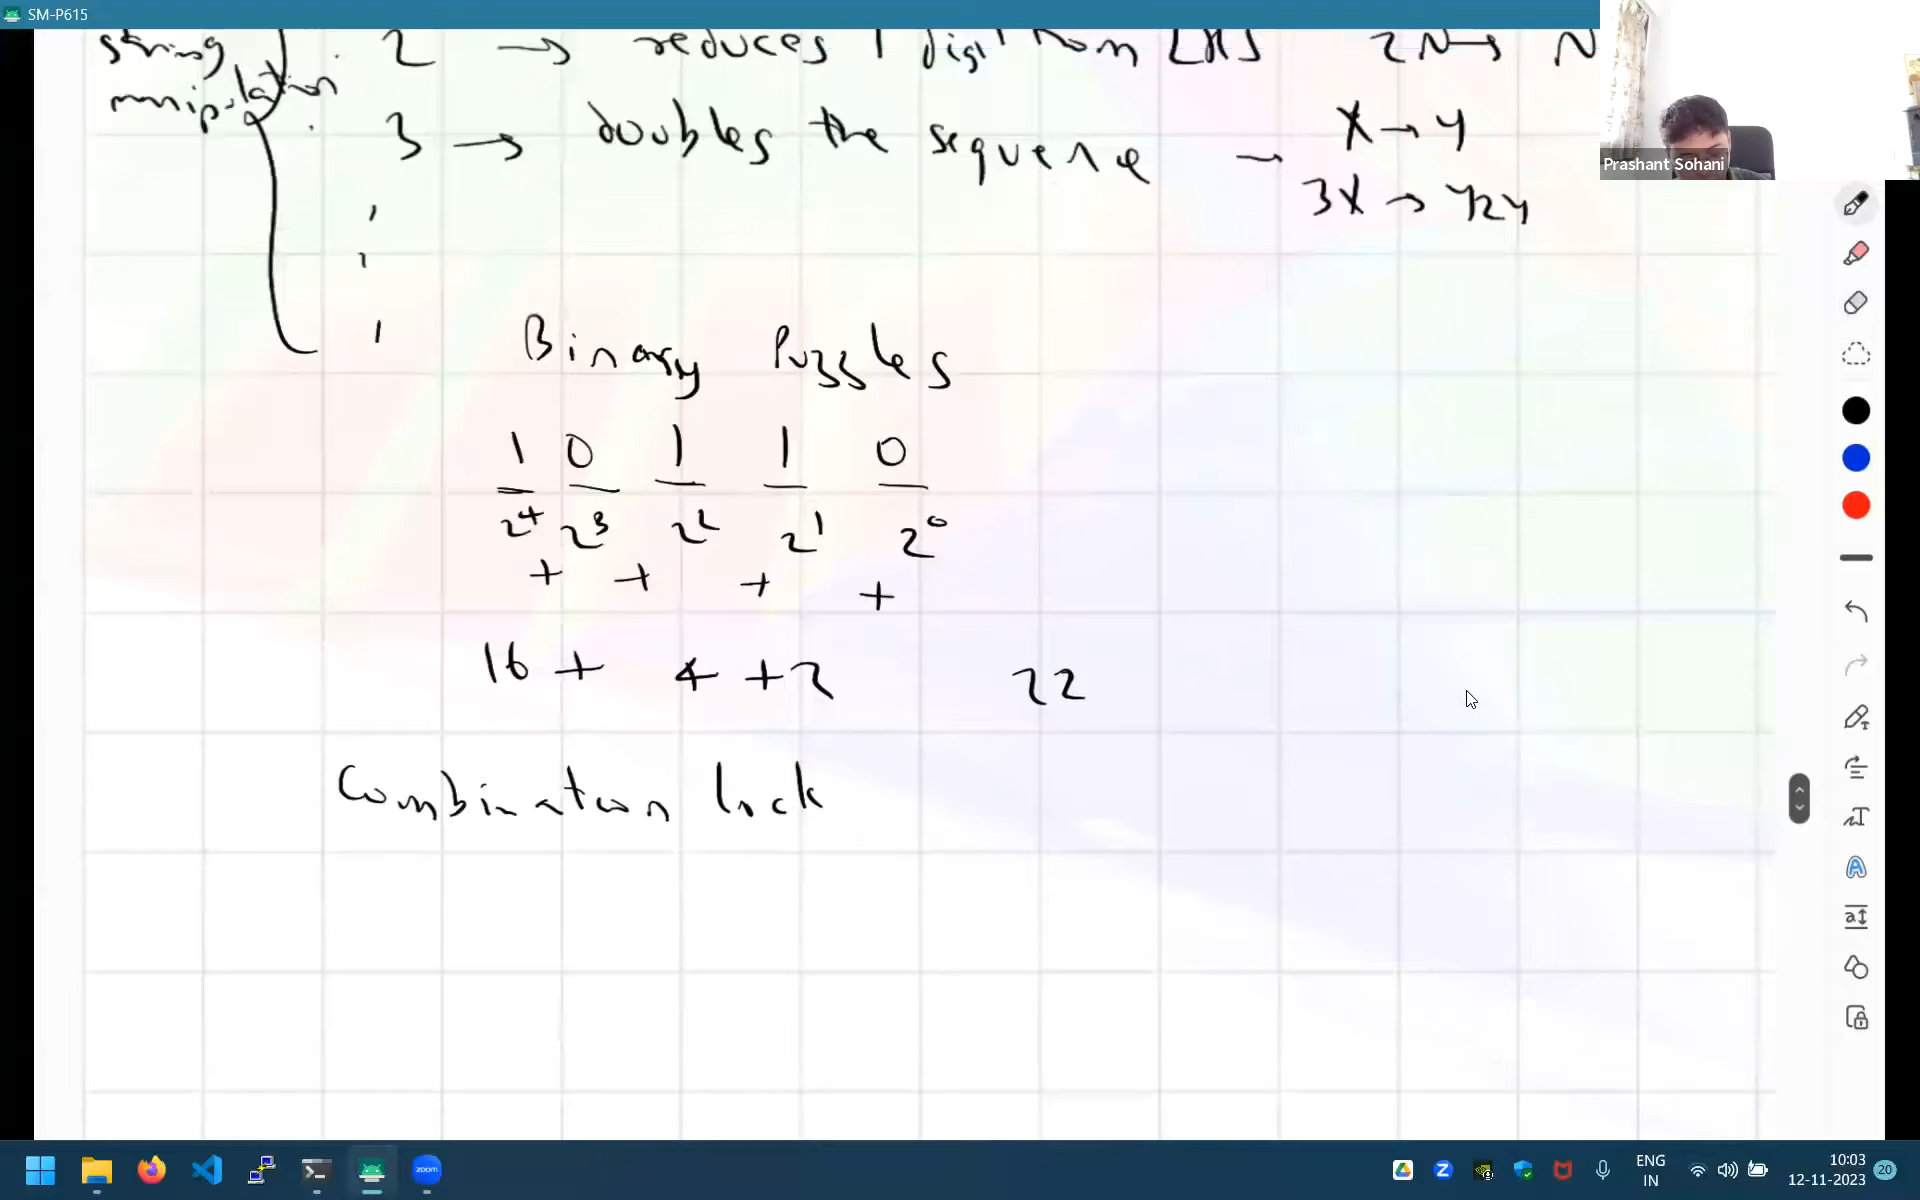 SM-P615
string
manipulation
2 → reduces 1 digit from 2N → N
3 → doubles the sequence → X → Y
3X → Y2Y
Prashant Sohani
Binary Puzzles
1 0 1 1 0
2⁴ 2³ 2² 2¹ 2⁰
+ + + +
16 + 4 + 2 22
Combination lock
zoom
ENG
IN
10:03
12-11-2023
20